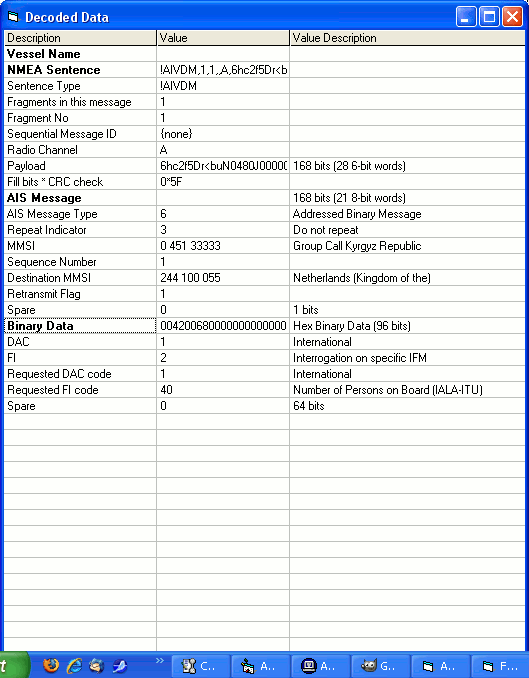 Decoded Data
Description Value Value Description
Vessel Name
NMEA Sentence !AIVDM,1,1,,A,6hc2f5Dr<b
Sentence Type !AIVDM
Fragments in this message 1
Fragment No 1
Sequential Message ID {none}
Radio Channel A
Payload 6hc2f5Dr<buN0480J0000( 168 bits (28 6-bit words)
Fill bits * CRC check 0*5F
AIS Message 168 bits (21 8-bit words)
AIS Message Type 6 Addressed Binary Message
Repeat Indicator 3 Do not repeat
MMSI 0 451 33333 Group Call Kyrgyz Republic
Sequence Number 1
Destination MMSI 244 100 055 Netherlands (Kingdom of the)
Retransmit Flag 1
Spare 0 1 bits
Binary Data 004200680000000000000 Hex Binary Data (96 bits)
DAC 1 International
FI 2 Interrogation on specific IFM
Requested DAC code 1 International
Requested FI code 40 Number of Persons on Board (IALA-ITU)
Spare 0 64 bits
t » C... A... A... G... A... F...